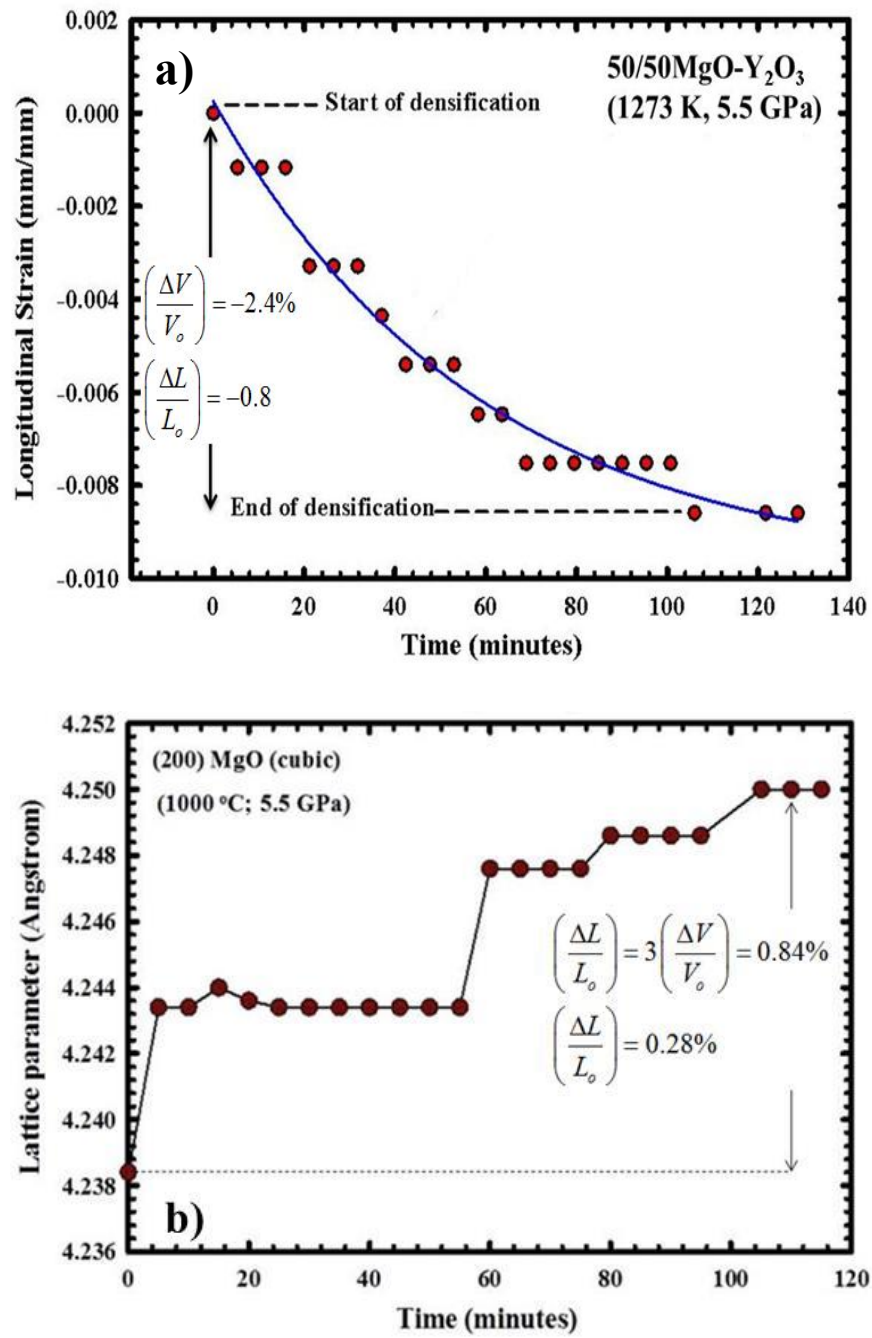 a)
50/50MgO-Y₂O₃
(1273 K, 5.5 GPa)
Start of densification
(ΔV/Vₒ) = −2.4%
(ΔL/Lₒ) = −0.8
End of densification
Longitudinal Strain (mm/mm)
0.002
0.000
-0.002
-0.004
-0.006
-0.008
-0.010
0 20 40 60 80 100 120 140
Time (minutes)
(200) MgO (cubic)
(1000 ºC; 5.5 GPa)
(ΔL/Lₒ) = 3(ΔV/Vₒ) = 0.84%
(ΔL/Lₒ) = 0.28%
b)
Lattice parameter (Angstrom)
4.252
4.250
4.248
4.246
4.244
4.242
4.240
4.238
4.236
0 20 40 60 80 100 120
Time (minutes)